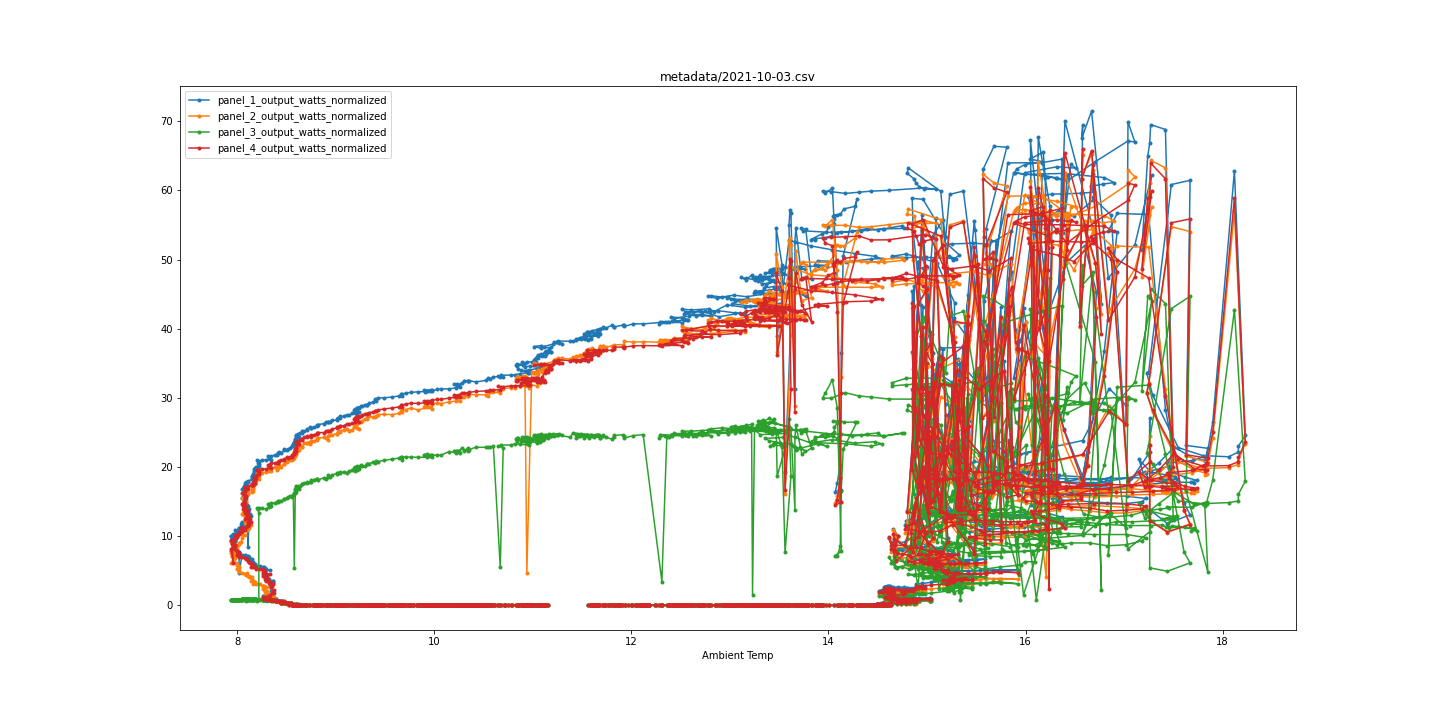 metadata/2021-10-03.csv
panel_1_output_watts_normalized
panel_2_output_watts_normalized
panel_3_output_watts_normalized
panel_4_output_watts_normalized
70
60
50
40
30
20
10
0
8 10 12 14 16 18
Ambient Temp